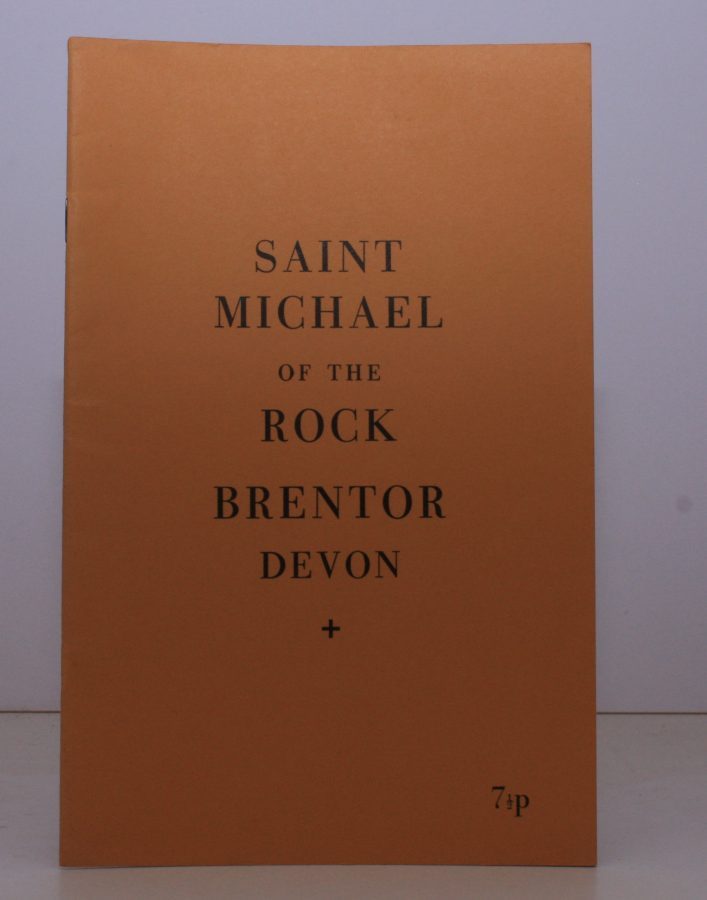 SAINT
MICHAEL
OF THE
ROCK
BRENTOR
DEVON
+
7½p